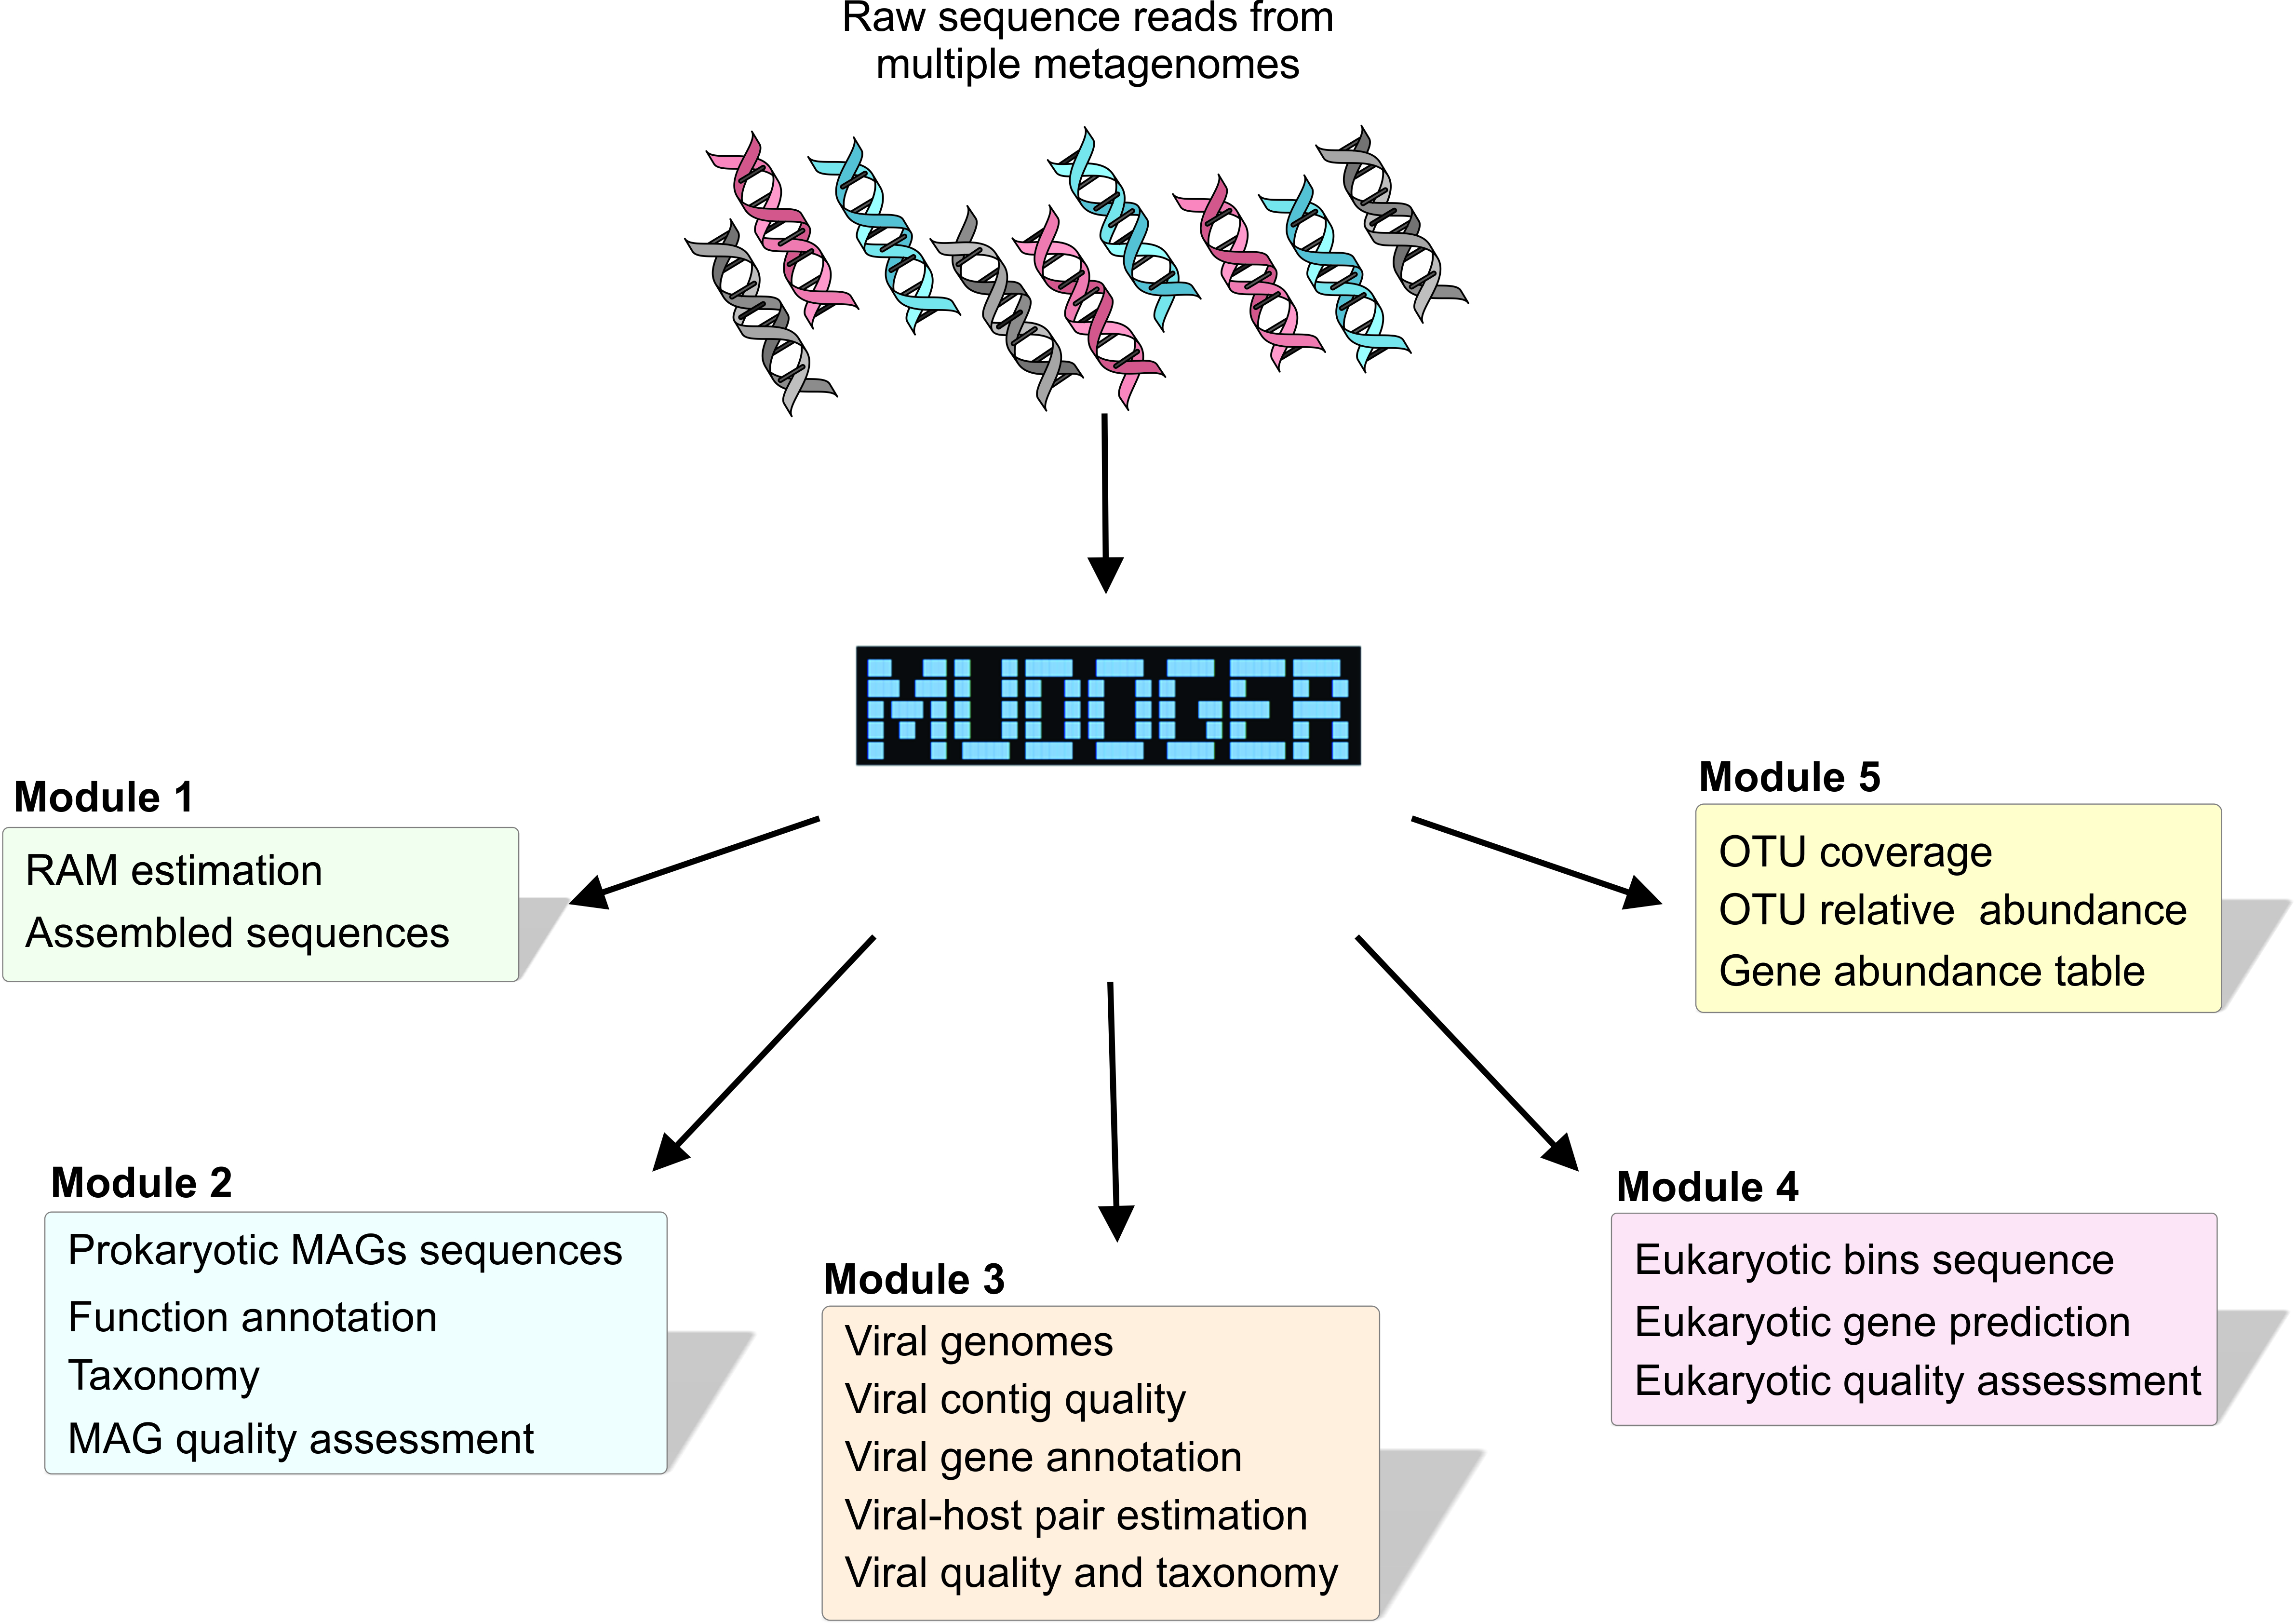 Raw sequence reads from
multiple metagenomes
MUDOGER
Module 1
RAM estimation
Assembled sequences
Module 2
Prokaryotic MAGs sequences
Function annotation
Taxonomy
MAG quality assessment
Module 3
Viral genomes
Viral contig quality
Viral gene annotation
Viral-host pair estimation
Viral quality and taxonomy
Module 4
Eukaryotic bins sequence
Eukaryotic gene prediction
Eukaryotic quality assessment
Module 5
OTU coverage
OTU relative abundance
Gene abundance table